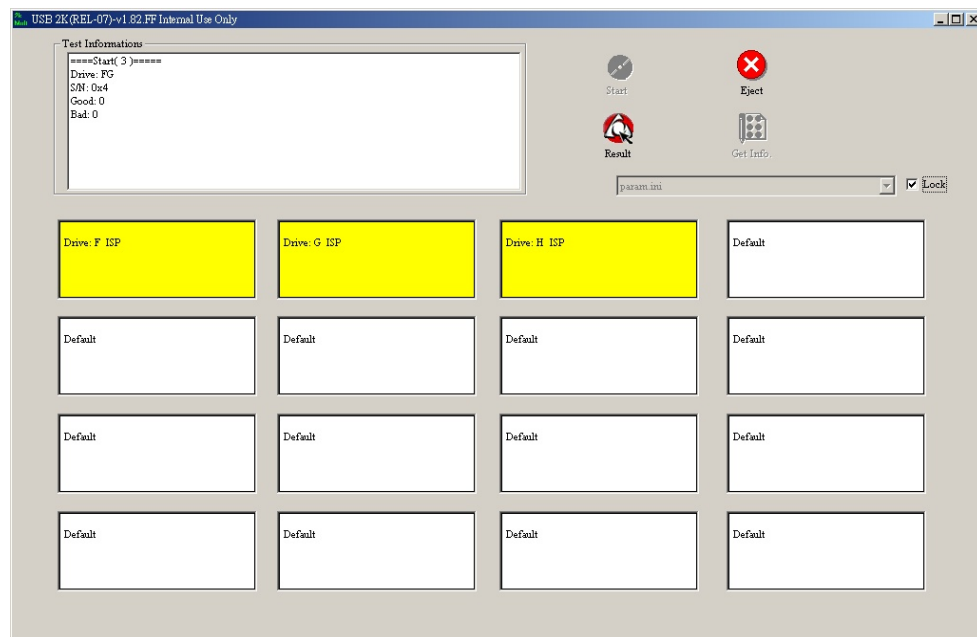 USB 2K(REL-07)-v1.82.FF Internal Use Only
Test Informations
====Start( 3 )=====
Drive: FG
S/N: 0x4
Good: 0
Bad: 0
Start
Eject
Result
Get Info.
param.ini
Lock
Drive: F ISP
Drive: G ISP
Drive: H ISP
Default
Default
Default
Default
Default
Default
Default
Default
Default
Default
Default
Default
Default